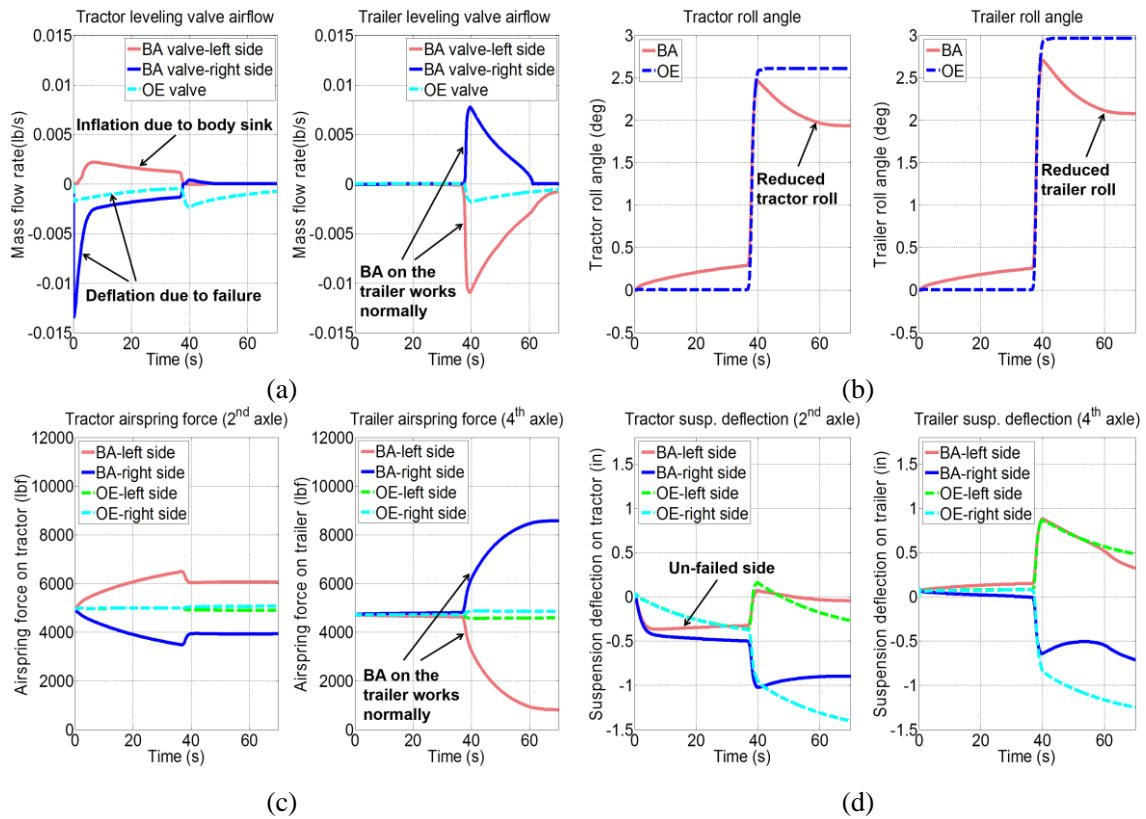 Tractor leveling valve airflow
0.015
0.01
0.005
0
-0.005
-0.01
-0.015
Mass flow rate(lb/s)
BA valve-left side
BA valve-right side
OE valve
Inflation due to body sink
Deflation due to failure
0 20 40 60
Time (s)
Trailer leveling valve airflow
0.015
0.01
0.005
0
-0.005
-0.01
-0.015
Mass flow rate (lb/s)
BA valve-left side
BA valve-right side
OE valve
BA on the
trailer works
normally
0 20 40 60
Time (s)
(a)
Tractor roll angle
3
2.5
2
1.5
1
0.5
0
-0.5
Tractor roll angle (deg)
BA
OE
Reduced
tractor roll
0 20 40 60
Time (s)
Trailer roll angle
3
2.5
2
1.5
1
0.5
0
-0.5
Trailer roll angle (deg)
BA
OE
Reduced
trailer roll
0 20 40 60
Time (s)
(b)
Tractor airspring force (2nd axle)
12000
10000
8000
6000
4000
2000
0
Airspring force on tractor (lbf)
BA-left side
BA-right side
OE-left side
OE-right side
0 20 40 60
Time (s)
Trailer airspring force (4th axle)
12000
10000
8000
6000
4000
2000
0
Airspring force on trailer (lbf)
BA-left side
BA-right side
OE-left side
OE-right side
BA on the
trailer works
normally
0 20 40 60
Time (s)
(c)
Tractor susp. deflection (2nd axle)
1.5
1
0.5
0
-0.5
-1
-1.5
Suspension deflection on tractor (in)
BA-left side
BA-right side
OE-left side
OE-right side
Un-failed side
0 20 40 60
Time (s)
Trailer susp. deflection (4th axle)
1.5
1
0.5
0
-0.5
-1
-1.5
Suspension deflection on trailer (in)
BA-left side
BA-right side
OE-left side
OE-right side
0 20 40 60
Time (s)
(d)